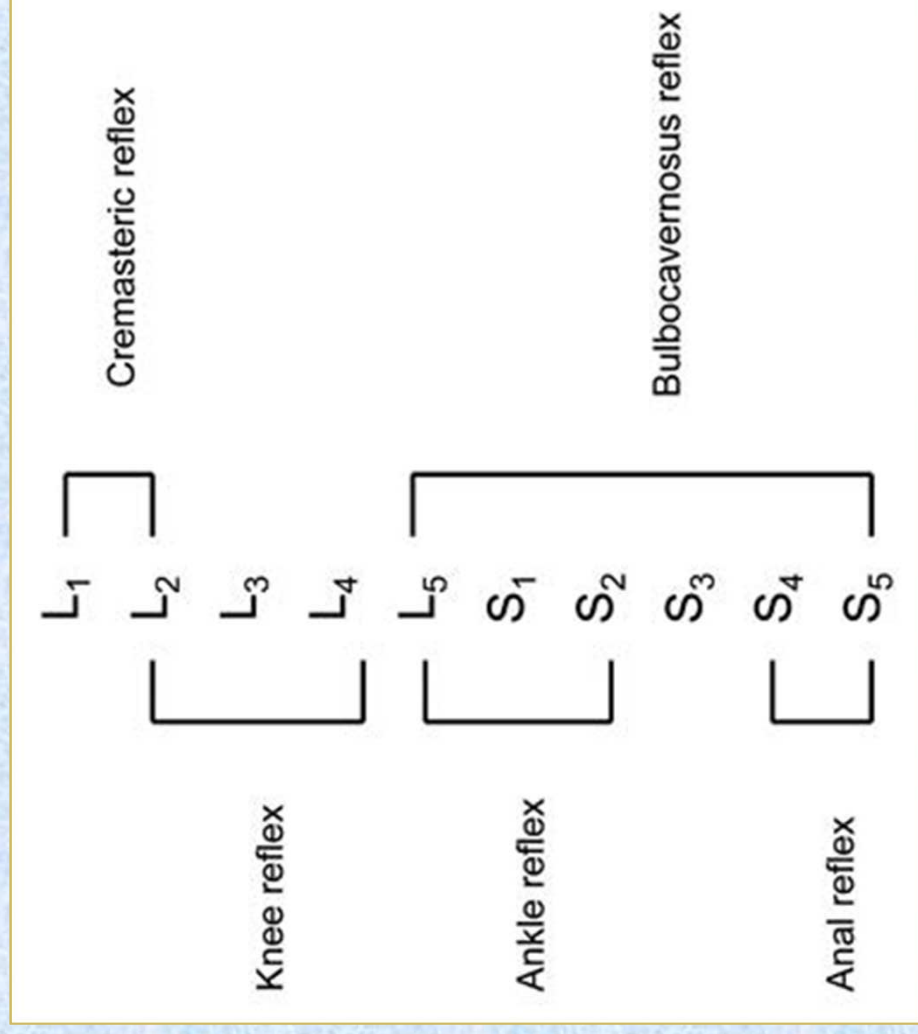 Cremasteric reflex
Bulbocavernosus reflex
L₁ L₂ L₃ L₄ L₅ S₁ S₂ S₃ S₄ S₅
Knee reflex
Ankle reflex
Anal reflex